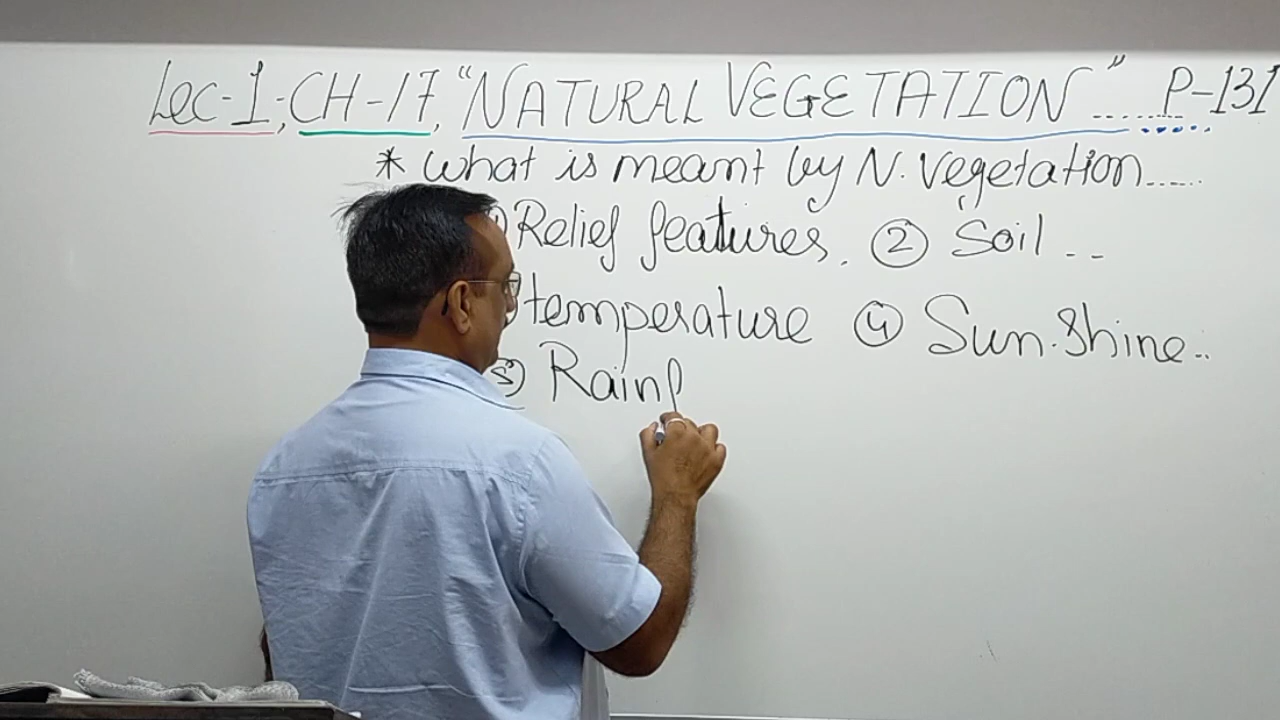 Lec-1, CH-17, "NATURAL VEGETATION" ........ P-131
* What is meant by N. Vegetation......
) Relief features. ② Soil ..
) temperature ④ Sun.Shine..
5) Rainf